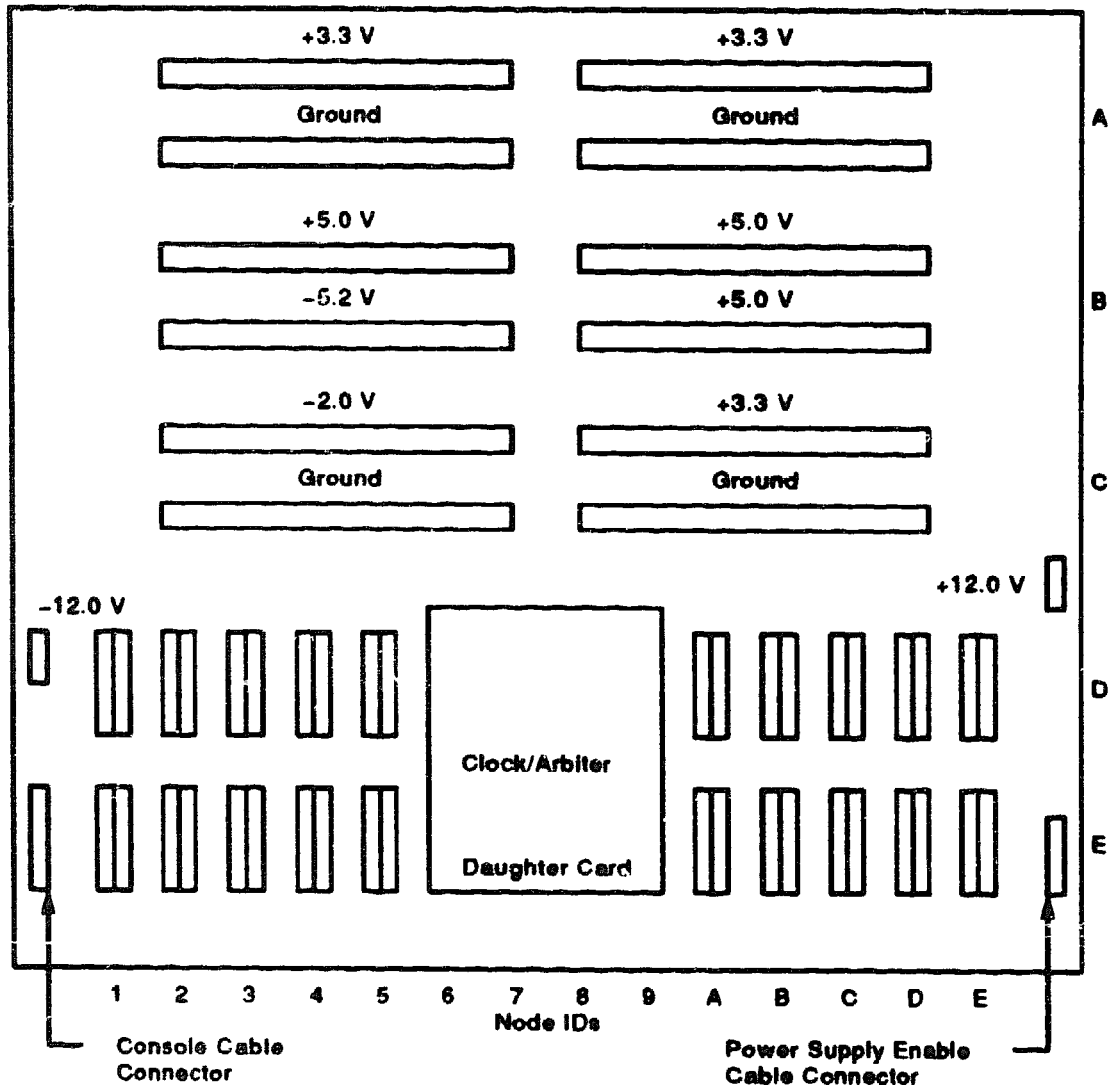 +3.3 V +3.3 V
Ground Ground
A
+5.0 V +5.0 V
-5.2 V +5.0 V
B
-2.0 V +3.3 V
Ground Ground
C
-12.0 V +12.0 V
D
Clock/Arbiter
Daughter Card
E
1 2 3 4 5 6 7 8 9 A B C D E
Node IDs
Console Cable
Connector
Power Supply Enable
Cable Connector